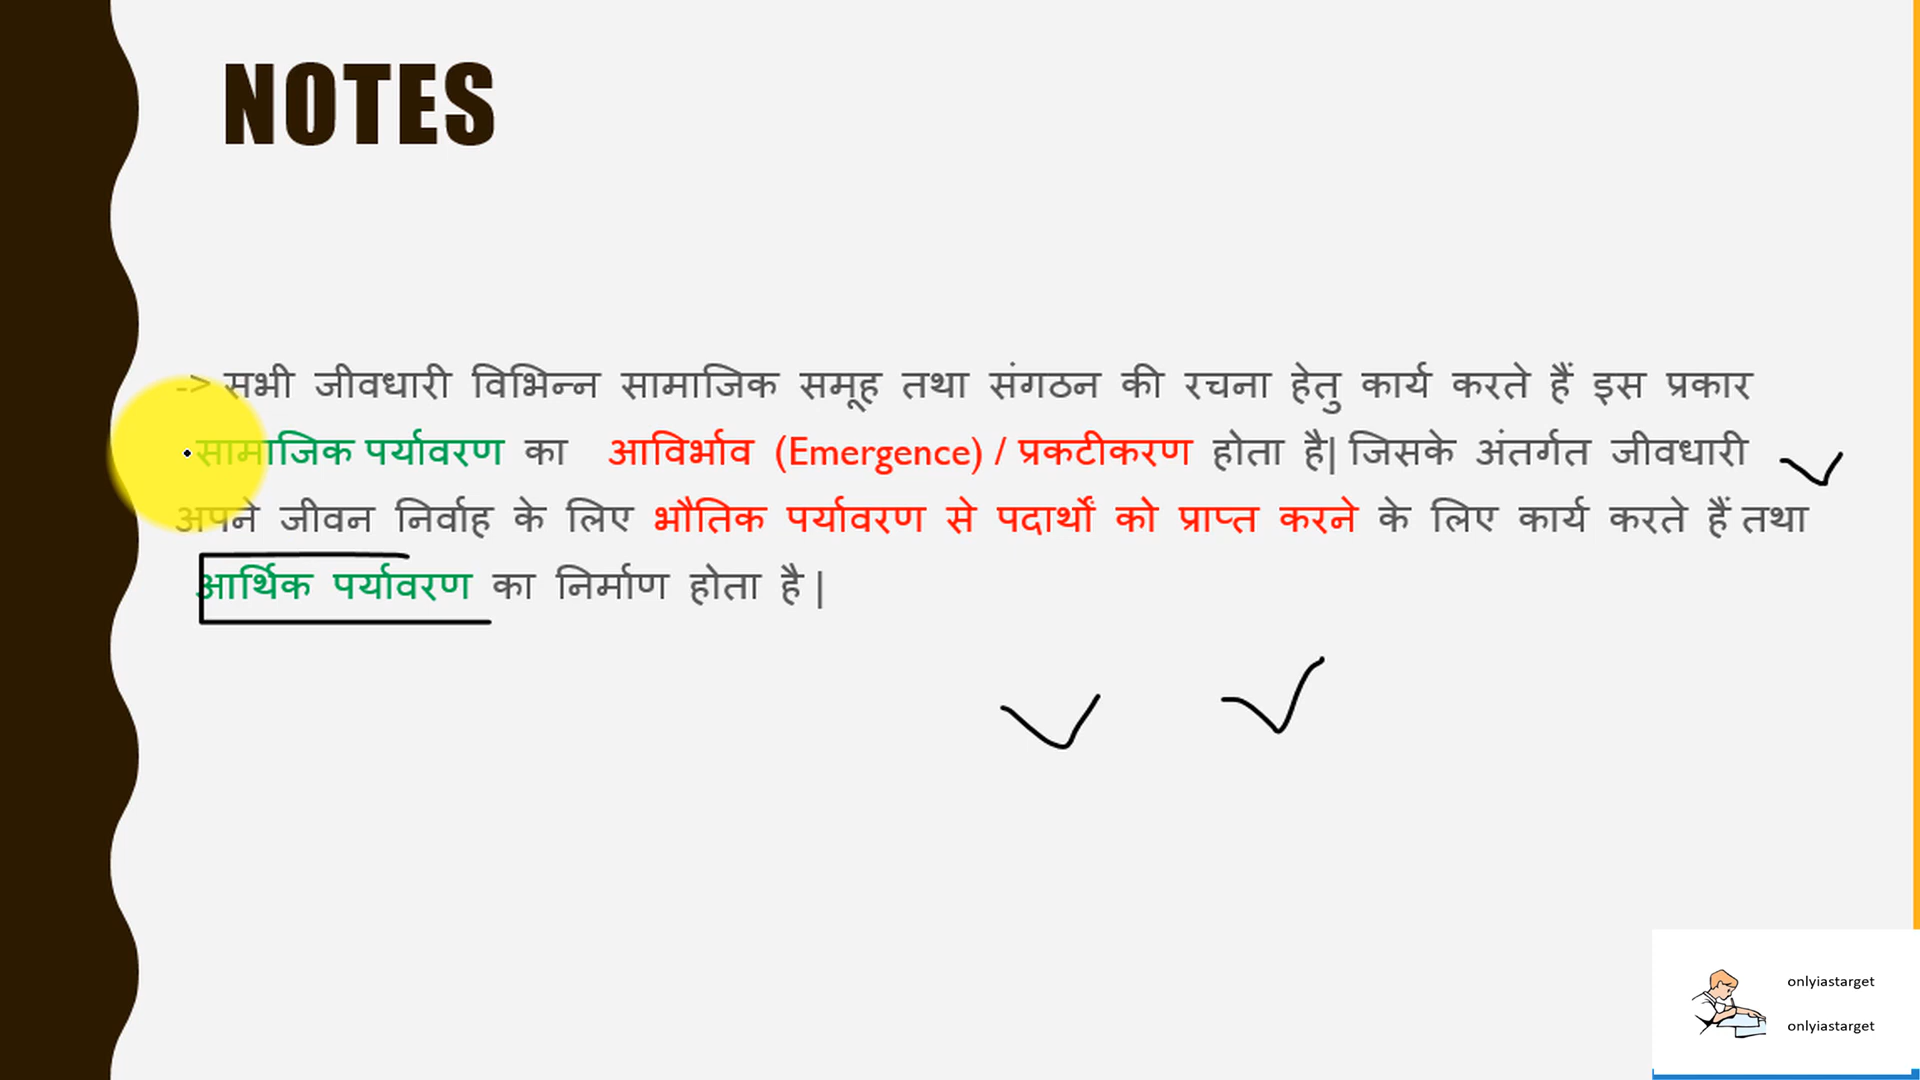 NOTES
-> सभी जीवधारी विभिन्न सामाजिक समूह तथा संगठन की रचना हेतु कार्य करते हैं इस प्रकार
सामाजिक पर्यावरण का आविर्भाव (Emergence) / प्रकटीकरण होता है| जिसके अंतर्गत जीवधारी
अपने जीवन निर्वाह के लिए भौतिक पर्यावरण से पदार्थों को प्राप्त करने के लिए कार्य करते हैं तथा
आर्थिक पर्यावरण का निर्माण होता है |
onlyiastarget
onlyiastarget